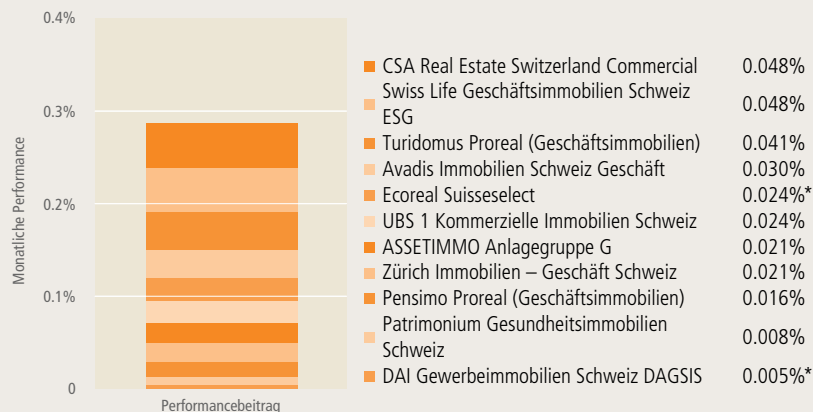 0.4%
0.3%
0.2%
0.1%
0
Monatliche Performance
Performancebeitrag
CSA Real Estate Switzerland Commercial 0.048%
Swiss Life Geschäftsimmobilien Schweiz
ESG 0.048%
Turidomus Proreal (Geschäftsimmobilien) 0.041%
Avadis Immobilien Schweiz Geschäft 0.030%
Ecoreal Suisseselect 0.024%*
UBS 1 Kommerzielle Immobilien Schweiz 0.024%
ASSETIMMO Anlagegruppe G 0.021%
Zürich Immobilien – Geschäft Schweiz 0.021%
Pensimo Proreal (Geschäftsimmobilien) 0.016%
Patrimonium Gesundheitsimmobilien
Schweiz 0.008%
DAI Gewerbeimmobilien Schweiz DAGSIS 0.005%*